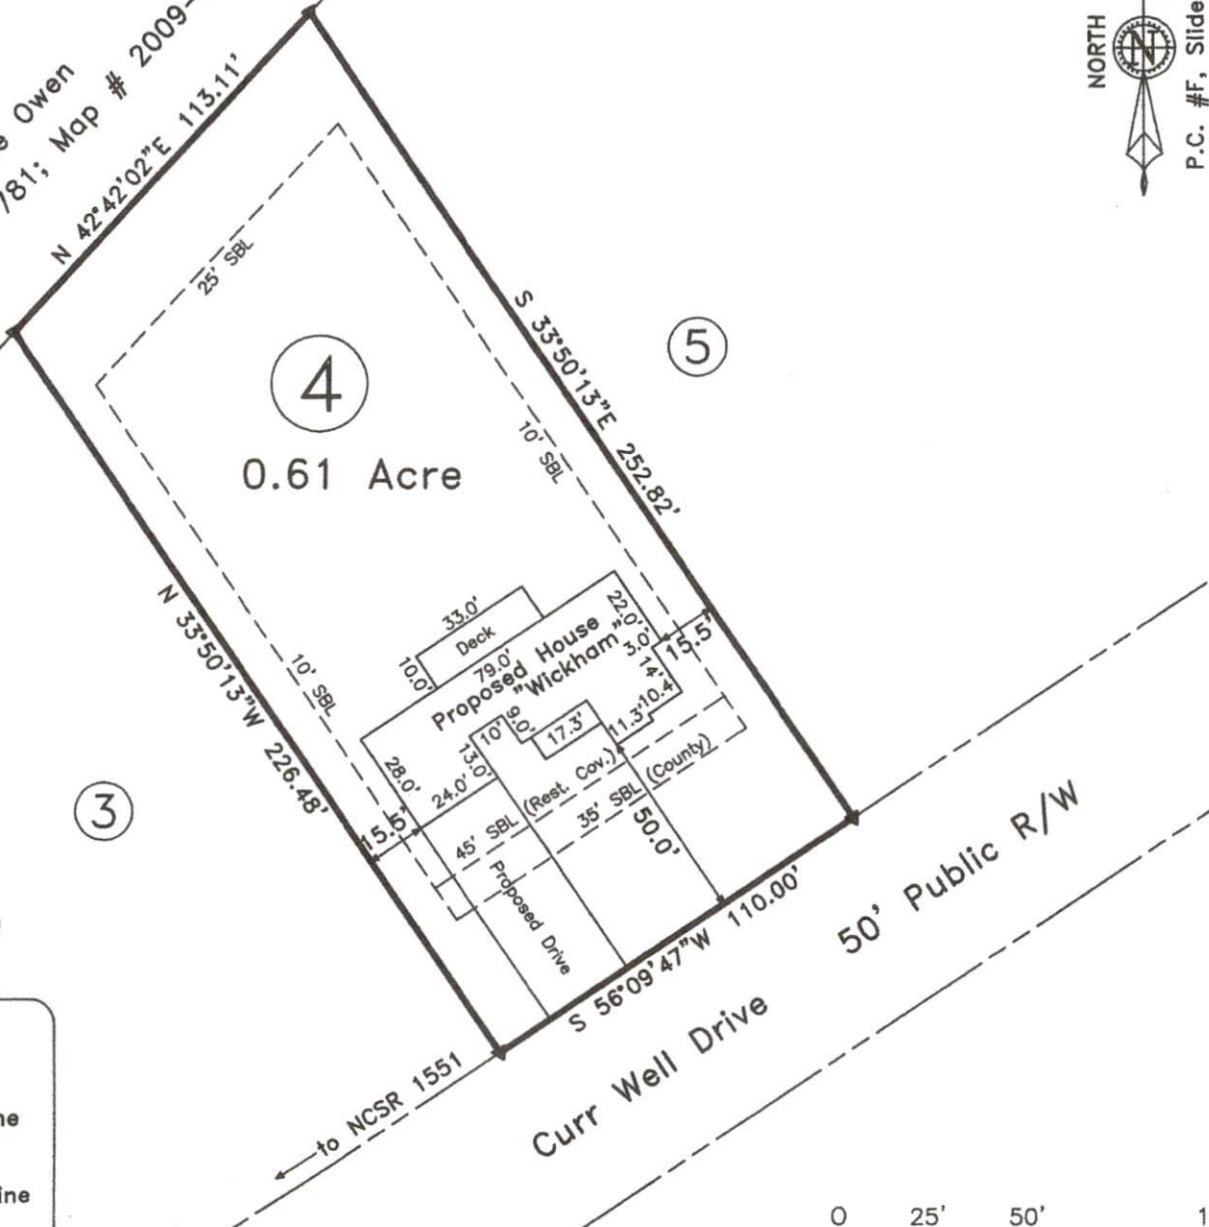 Owen
/81; Map # 2009-
N 42°42'02"E 113.11'
NORTH
N
P.C. #F, Slide
25' SBL
4
0.61 Acre
5
S 33°50'13"E 252.82'
10' SBL
N 33°50'13"W 226.48'
10' SBL
3
33.0'
Deck
10.0'
79.0'
Proposed House
"Wickham"
22.0'
3.0'
15.5'
14'
10.4'
11.3'
17.3'
9.0'
10'
13.0'
28.0'
24.0'
15.5'
45' SBL (Rest. Cov.)
35' SBL (County)
50.0'
Proposed Drive
S 56°09'47"W 110.00'
50' Public R/W
Curr Well Drive
to NCSR 1551
0 25' 50' 1